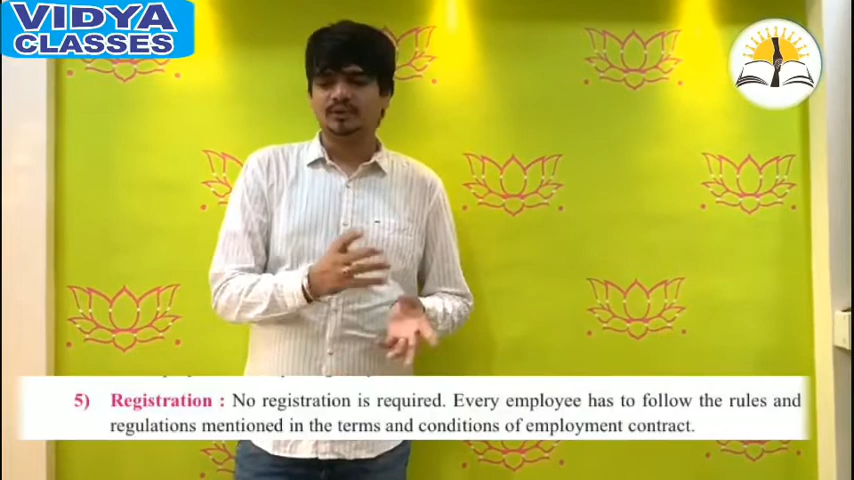 VIDYA
CLASSES
5) Registration : No registration is required. Every employee has to follow the rules and
regulations mentioned in the terms and conditions of employment contract.